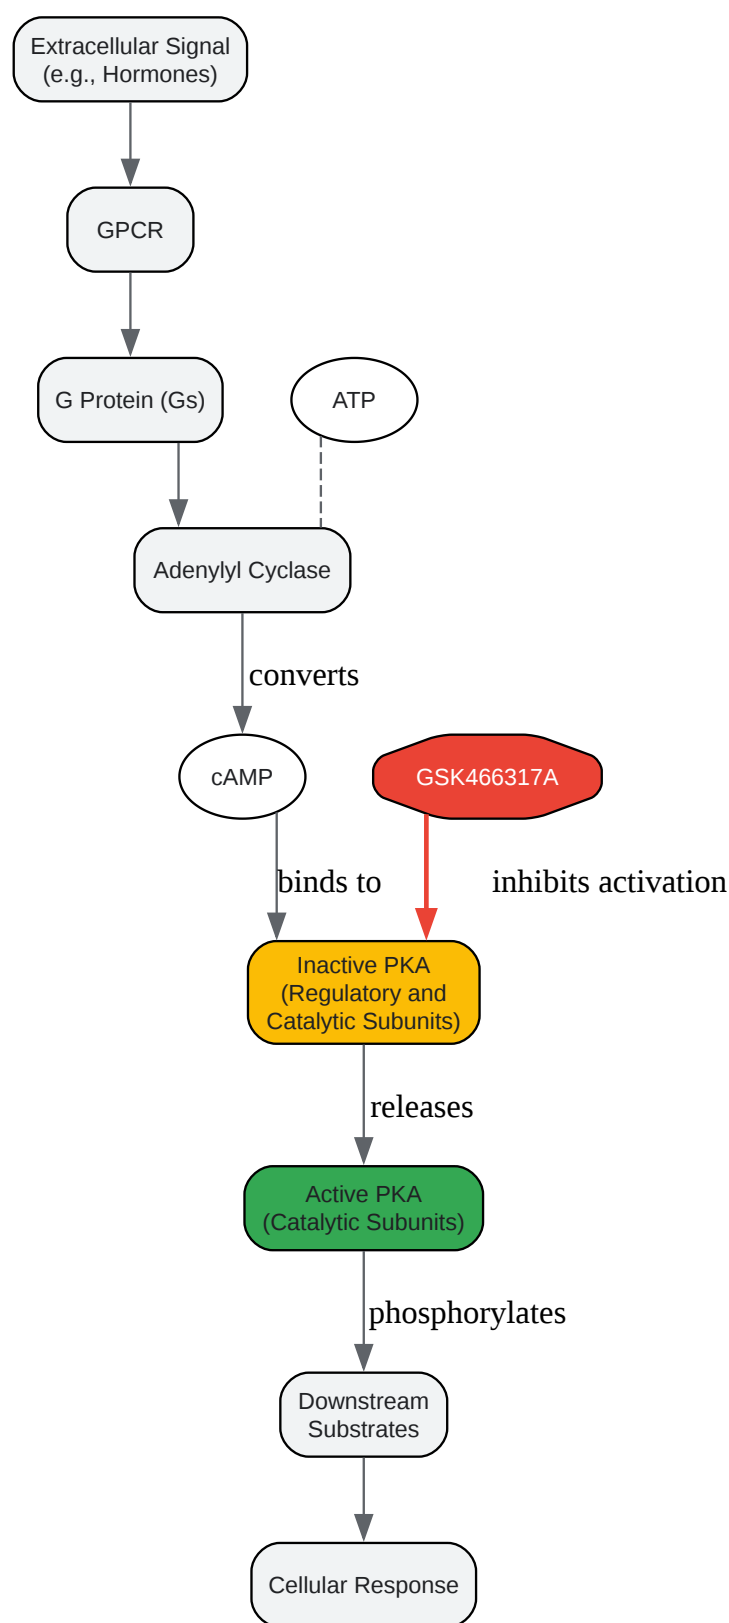 Extracellular Signal
(e.g., Hormones)
GPCR
G Protein (Gs)
ATP
Adenylyl Cyclase
converts
cAMP
GSK466317A
binds to
inhibits activation
Inactive PKA
(Regulatory and
Catalytic Subunits)
releases
Active PKA
(Catalytic Subunits)
phosphorylates
Downstream
Substrates
Cellular Response